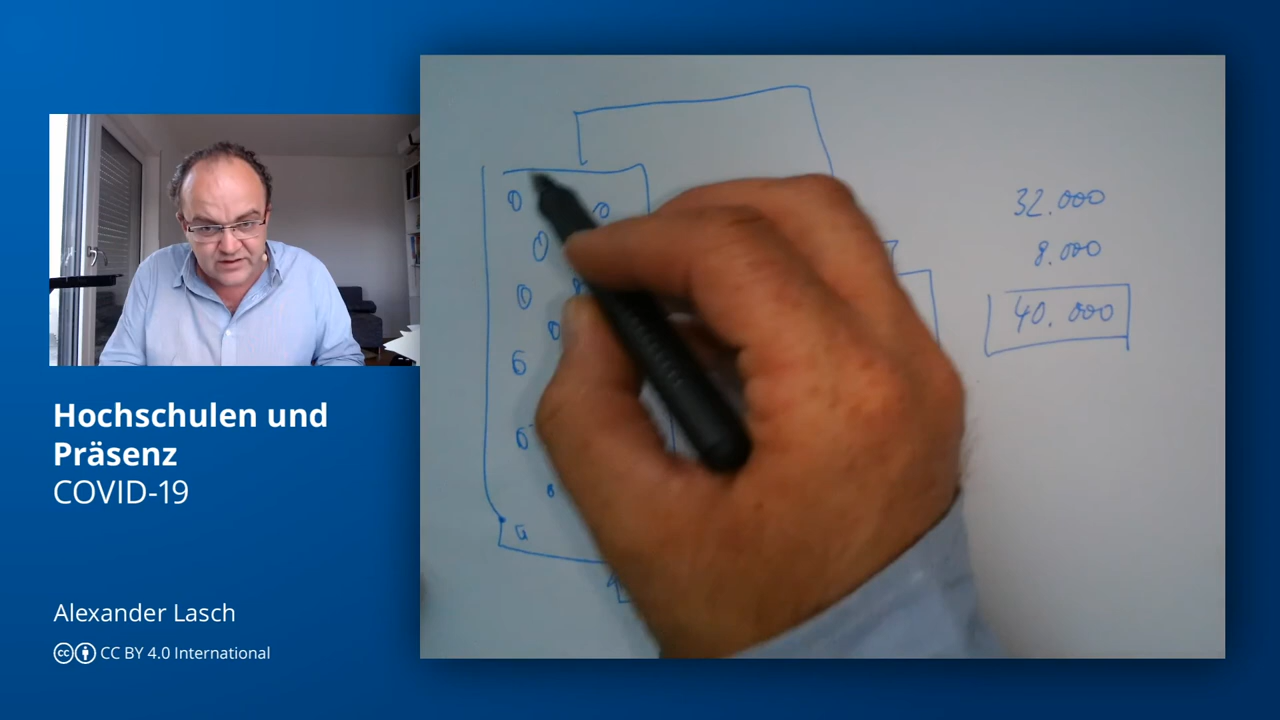 Hochschulen und
Präsenz
COVID-19
Alexander Lasch
CC BY 4.0 International
32.000
8.000
40.000